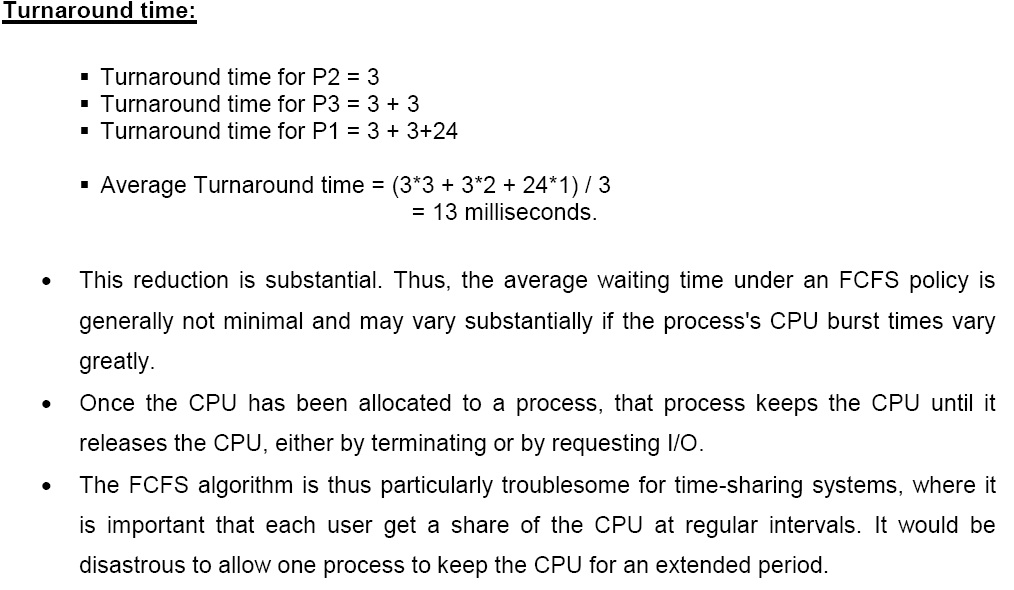 Turnaround time:
▪ Turnaround time for P2 = 3
▪ Turnaround time for P3 = 3 + 3
▪ Turnaround time for P1 = 3 + 3+24
▪ Average Turnaround time = (3*3 + 3*2 + 24*1) / 3
= 13 milliseconds.
• This reduction is substantial. Thus, the average waiting time under an FCFS policy is
generally not minimal and may vary substantially if the process's CPU burst times vary
greatly.
• Once the CPU has been allocated to a process, that process keeps the CPU until it
releases the CPU, either by terminating or by requesting I/O.
• The FCFS algorithm is thus particularly troublesome for time-sharing systems, where it
is important that each user get a share of the CPU at regular intervals. It would be
disastrous to allow one process to keep the CPU for an extended period.